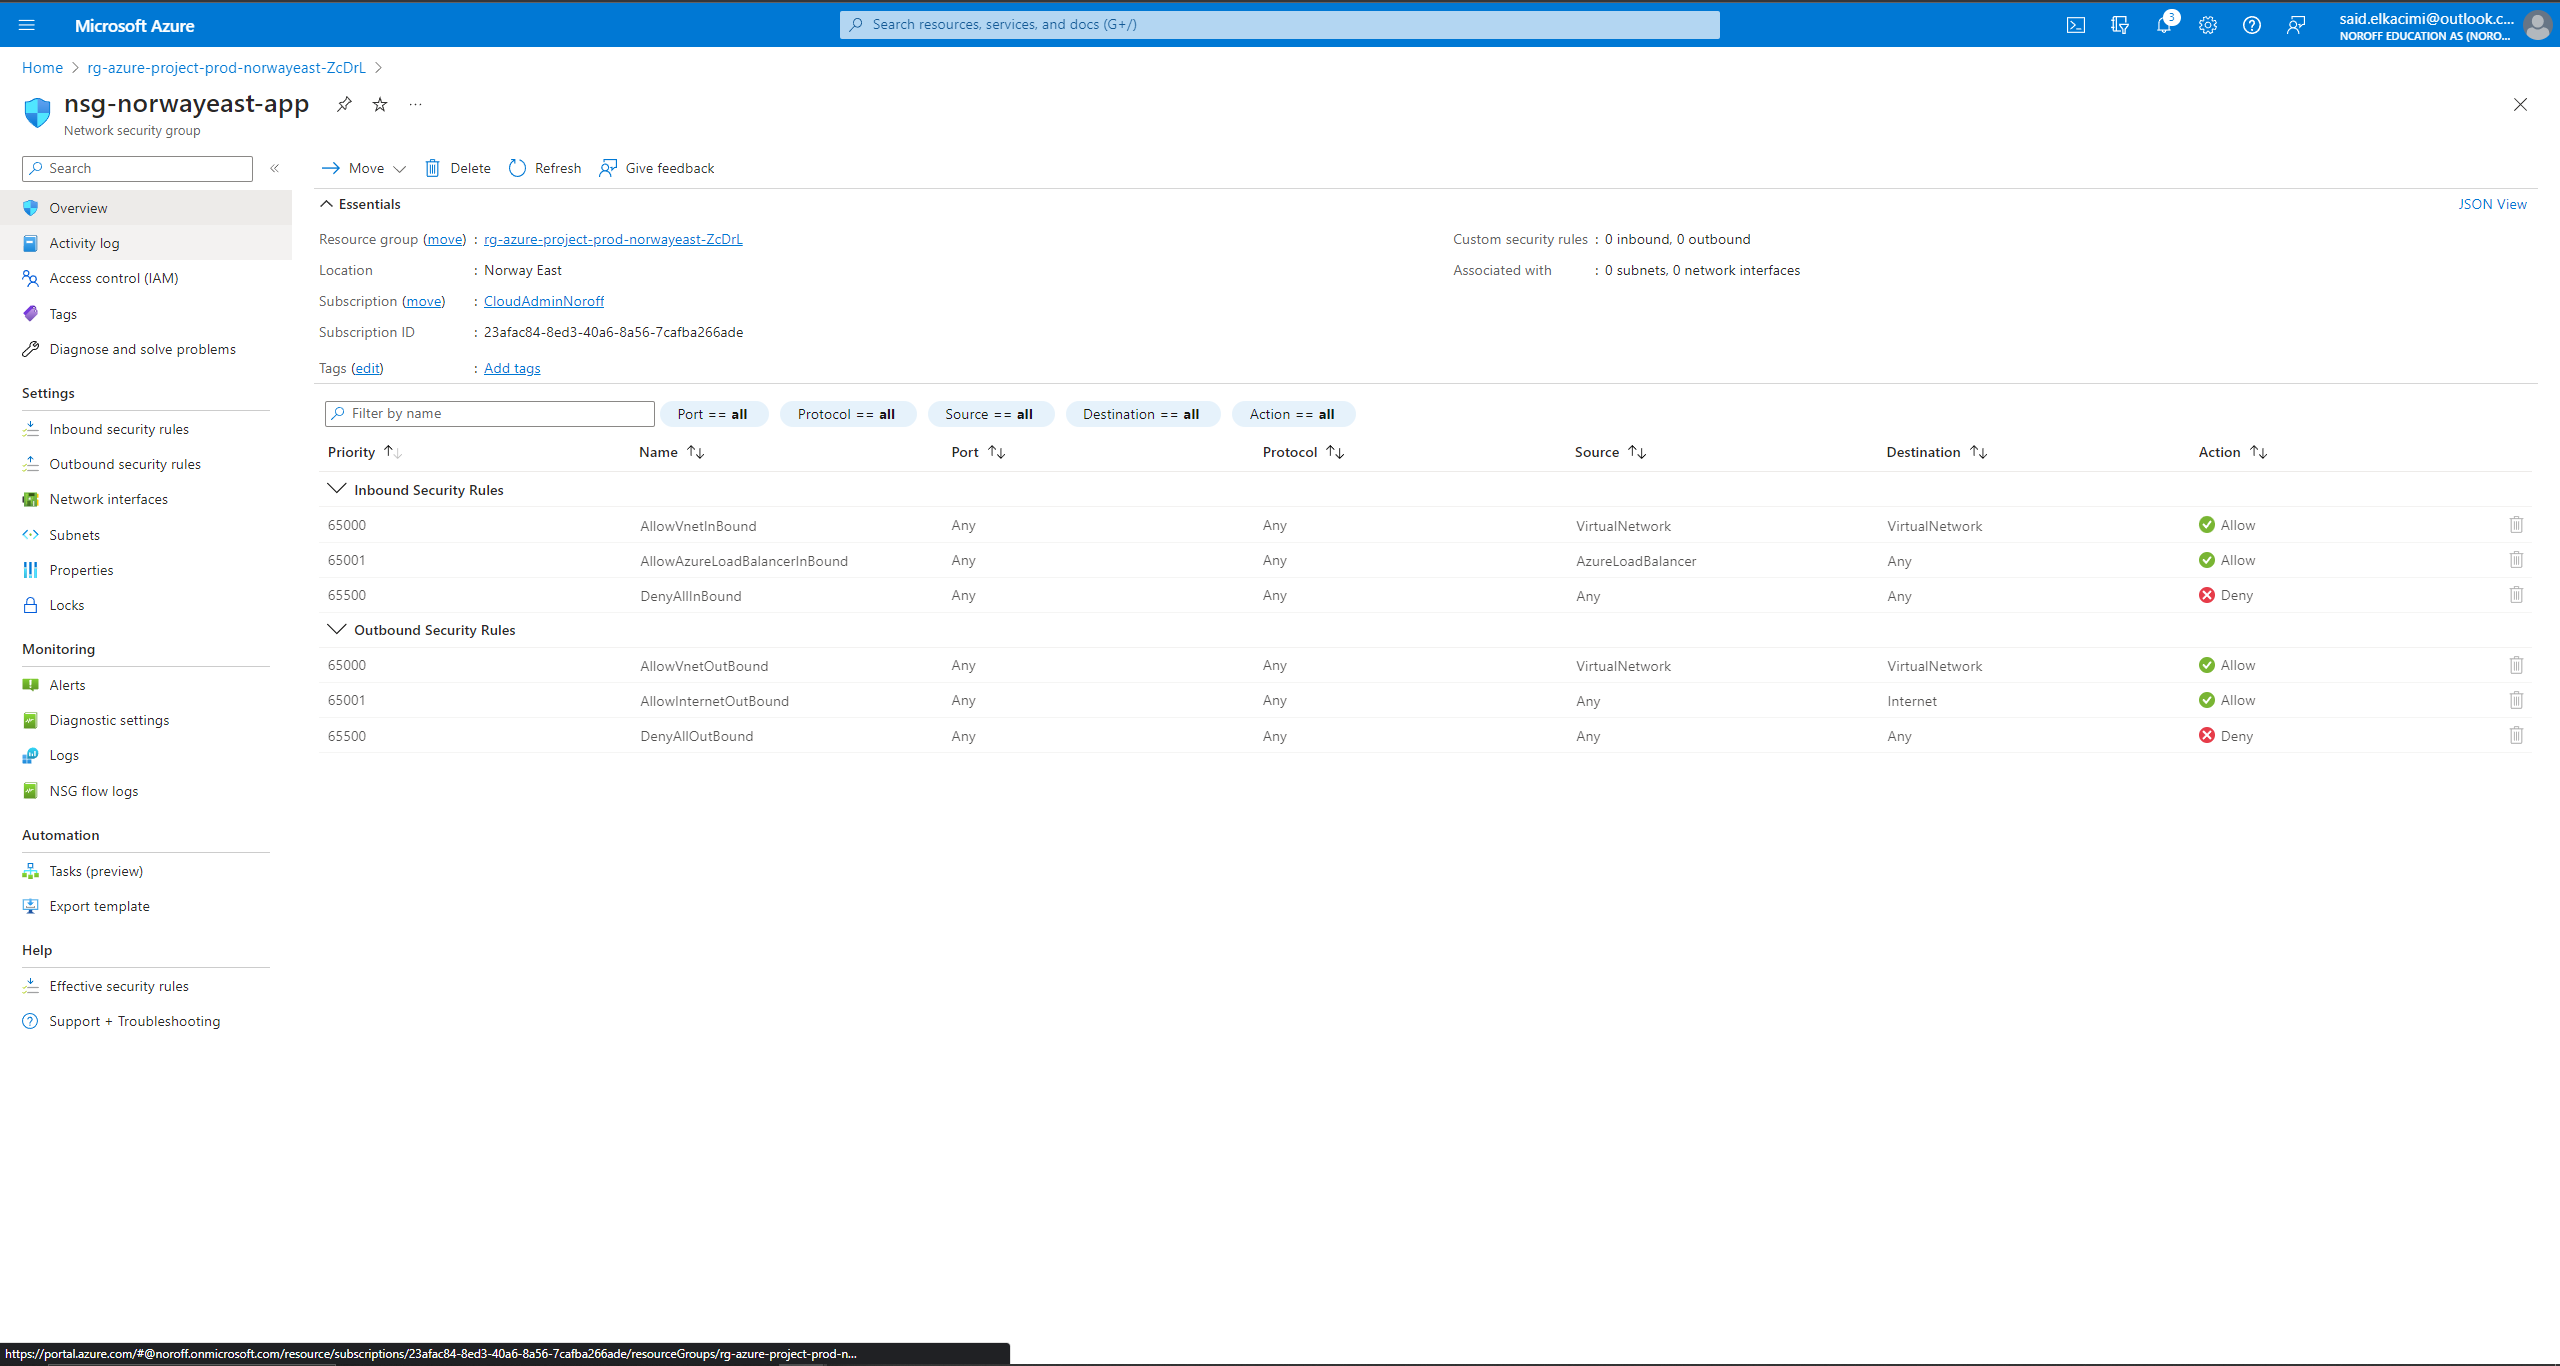 Microsoft Azure
Search resources, services, and docs (G+/)
3
said.elkacimi@outlook.c...
NOROFF EDUCATION AS (NORO...
Home > rg-azure-project-prod-norwayeast-ZcDrL >
nsg-norwayeast-app
Network security group
Search
Overview
Activity log
Access control (IAM)
Tags
Diagnose and solve problems
Settings
Inbound security rules
Outbound security rules
Network interfaces
Subnets
Properties
Locks
Monitoring
Alerts
Diagnostic settings
Logs
NSG flow logs
Automation
Tasks (preview)
Export template
Help
Effective security rules
Support + Troubleshooting
Move Delete Refresh Give feedback
Essentials JSON View
Resource group (move) : rg-azure-project-prod-norwayeast-ZcDrL
Location : Norway East
Subscription (move) : CloudAdminNoroff
Subscription ID : 23afac84-8ed3-40a6-8a56-7cafba266ade
Tags (edit) : Add tags
Custom security rules : 0 inbound, 0 outbound
Associated with : 0 subnets, 0 network interfaces
Filter by name Port == all Protocol == all Source == all Destination == all Action == all
Priority Name Port Protocol Source Destination Action
Inbound Security Rules
65000 AllowVnetInBound Any Any VirtualNetwork VirtualNetwork Allow
65001 AllowAzureLoadBalancerInBound Any Any AzureLoadBalancer Any Allow
65500 DenyAllInBound Any Any Any Any Deny
Outbound Security Rules
65000 AllowVnetOutBound Any Any VirtualNetwork VirtualNetwork Allow
65001 AllowInternetOutBound Any Any Any Internet Allow
65500 DenyAllOutBound Any Any Any Any Deny
https://portal.azure.com/#@noroff.onmicrosoft.com/resource/subscriptions/23afac84-8ed3-40a6-8a56-7cafba266ade/resourceGroups/rg-azure-project-prod-n...